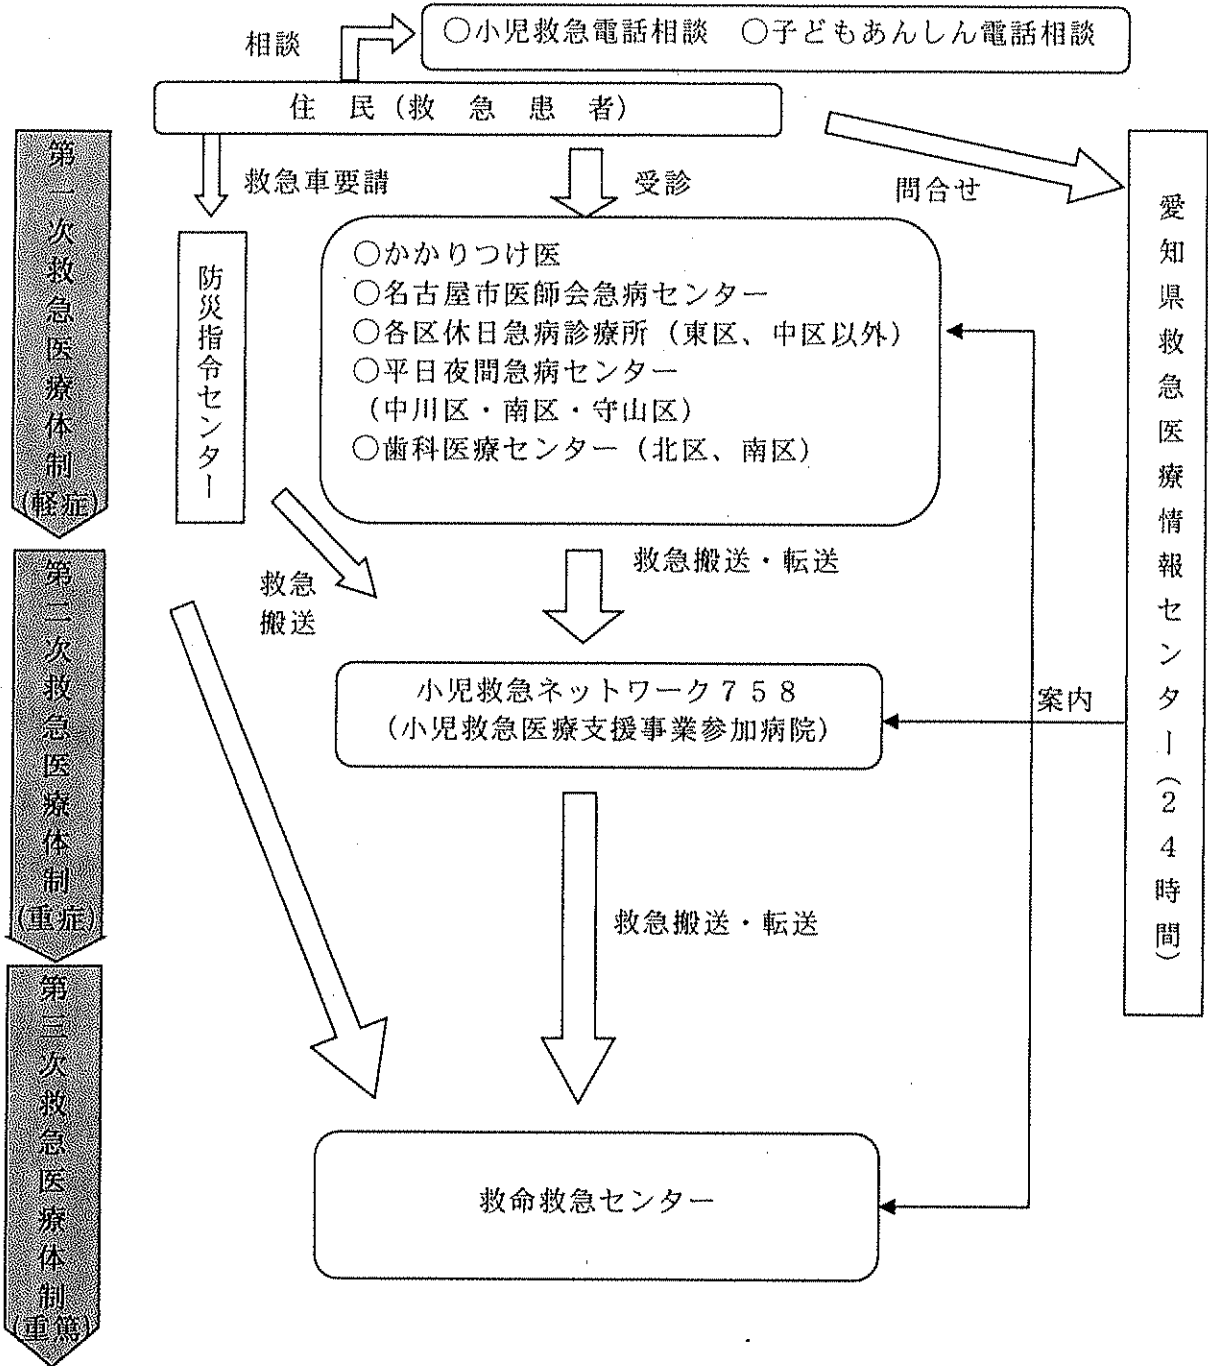 相談
○小児救急電話相談　○子どもあんしん電話相談
住　民（救　急　患　者）
救急車要請
受診
問合せ
第一次救急医療体制(軽症)
防災指令センター
○かかりつけ医
○名古屋市医師会急病センター
○各区休日急病診療所（東区、中区以外）
○平日夜間急病センター
（中川区・南区・守山区）
○歯科医療センター（北区、南区）
愛知県救急医療情報センター（２４時間）
救急
搬送
救急搬送・転送
第二次救急医療体制(重症)
小児救急ネットワーク７５８
（小児救急医療支援事業参加病院）
案内
救急搬送・転送
第三次救急医療体制(重篤)
救命救急センター